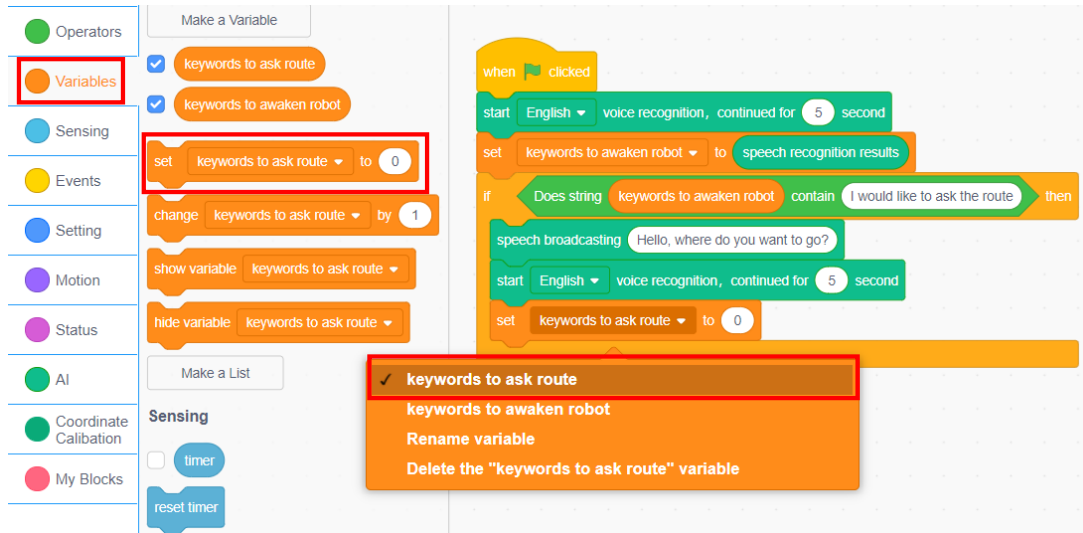 Operators
Variables
Sensing
Events
Setting
Motion
Status
AI
Coordinate
Calibation
My Blocks
Make a Variable
keywords to ask route
keywords to awaken robot
set keywords to ask route to 0
change keywords to ask route by 1
show variable keywords to ask route
hide variable keywords to ask route
Make a List
Sensing
timer
reset timer
when clicked
start English voice recognition, continued for 5 second
set keywords to awaken robot to speech recognition results
if Does string keywords to awaken robot contain I would like to ask the route then
speech broadcasting Hello, where do you want to go?
start English voice recognition, continued for 5 second
set keywords to ask route to 0
✓ keywords to ask route
keywords to awaken robot
Rename variable
Delete the "keywords to ask route" variable